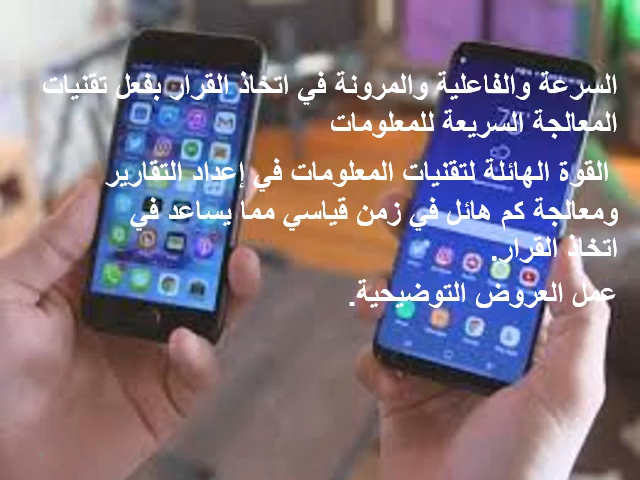 السرعة والفاعلية والمرونة في اتخاذ القرار بفعل تقنيات
المعالجة السريعة للمعلومات
القوة الهائلة لتقنيات المعلومات في إعداد التقارير
ومعالجة كم هائل في زمن قياسي مما يساعد في
اتخاذ القرار.
عمل العروض التوضيحية.